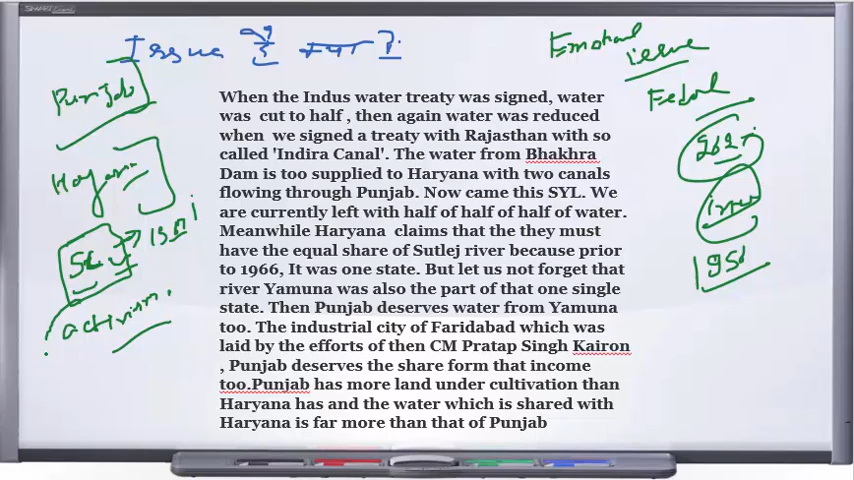 SMART
Issue
Emotional
issue
Punjab
Federal
Haryana
262
SC
activism.
1956
When the Indus water treaty was signed, water
was cut to half , then again water was reduced
when we signed a treaty with Rajasthan with so
called 'Indira Canal'. The water from Bhakhra
Dam is too supplied to Haryana with two canals
flowing through Punjab. Now came this SYL. We
are currently left with half of half of half of water.
Meanwhile Haryana claims that the they must
have the equal share of Sutlej river because prior
to 1966, It was one state. But let us not forget that
river Yamuna was also the part of that one single
state. Then Punjab deserves water from Yamuna
too. The industrial city of Faridabad which was
laid by the efforts of then CM Pratap Singh Kairon
, Punjab deserves the share form that income
too.Punjab has more land under cultivation than
Haryana has and the water which is shared with
Haryana is far more than that of Punjab